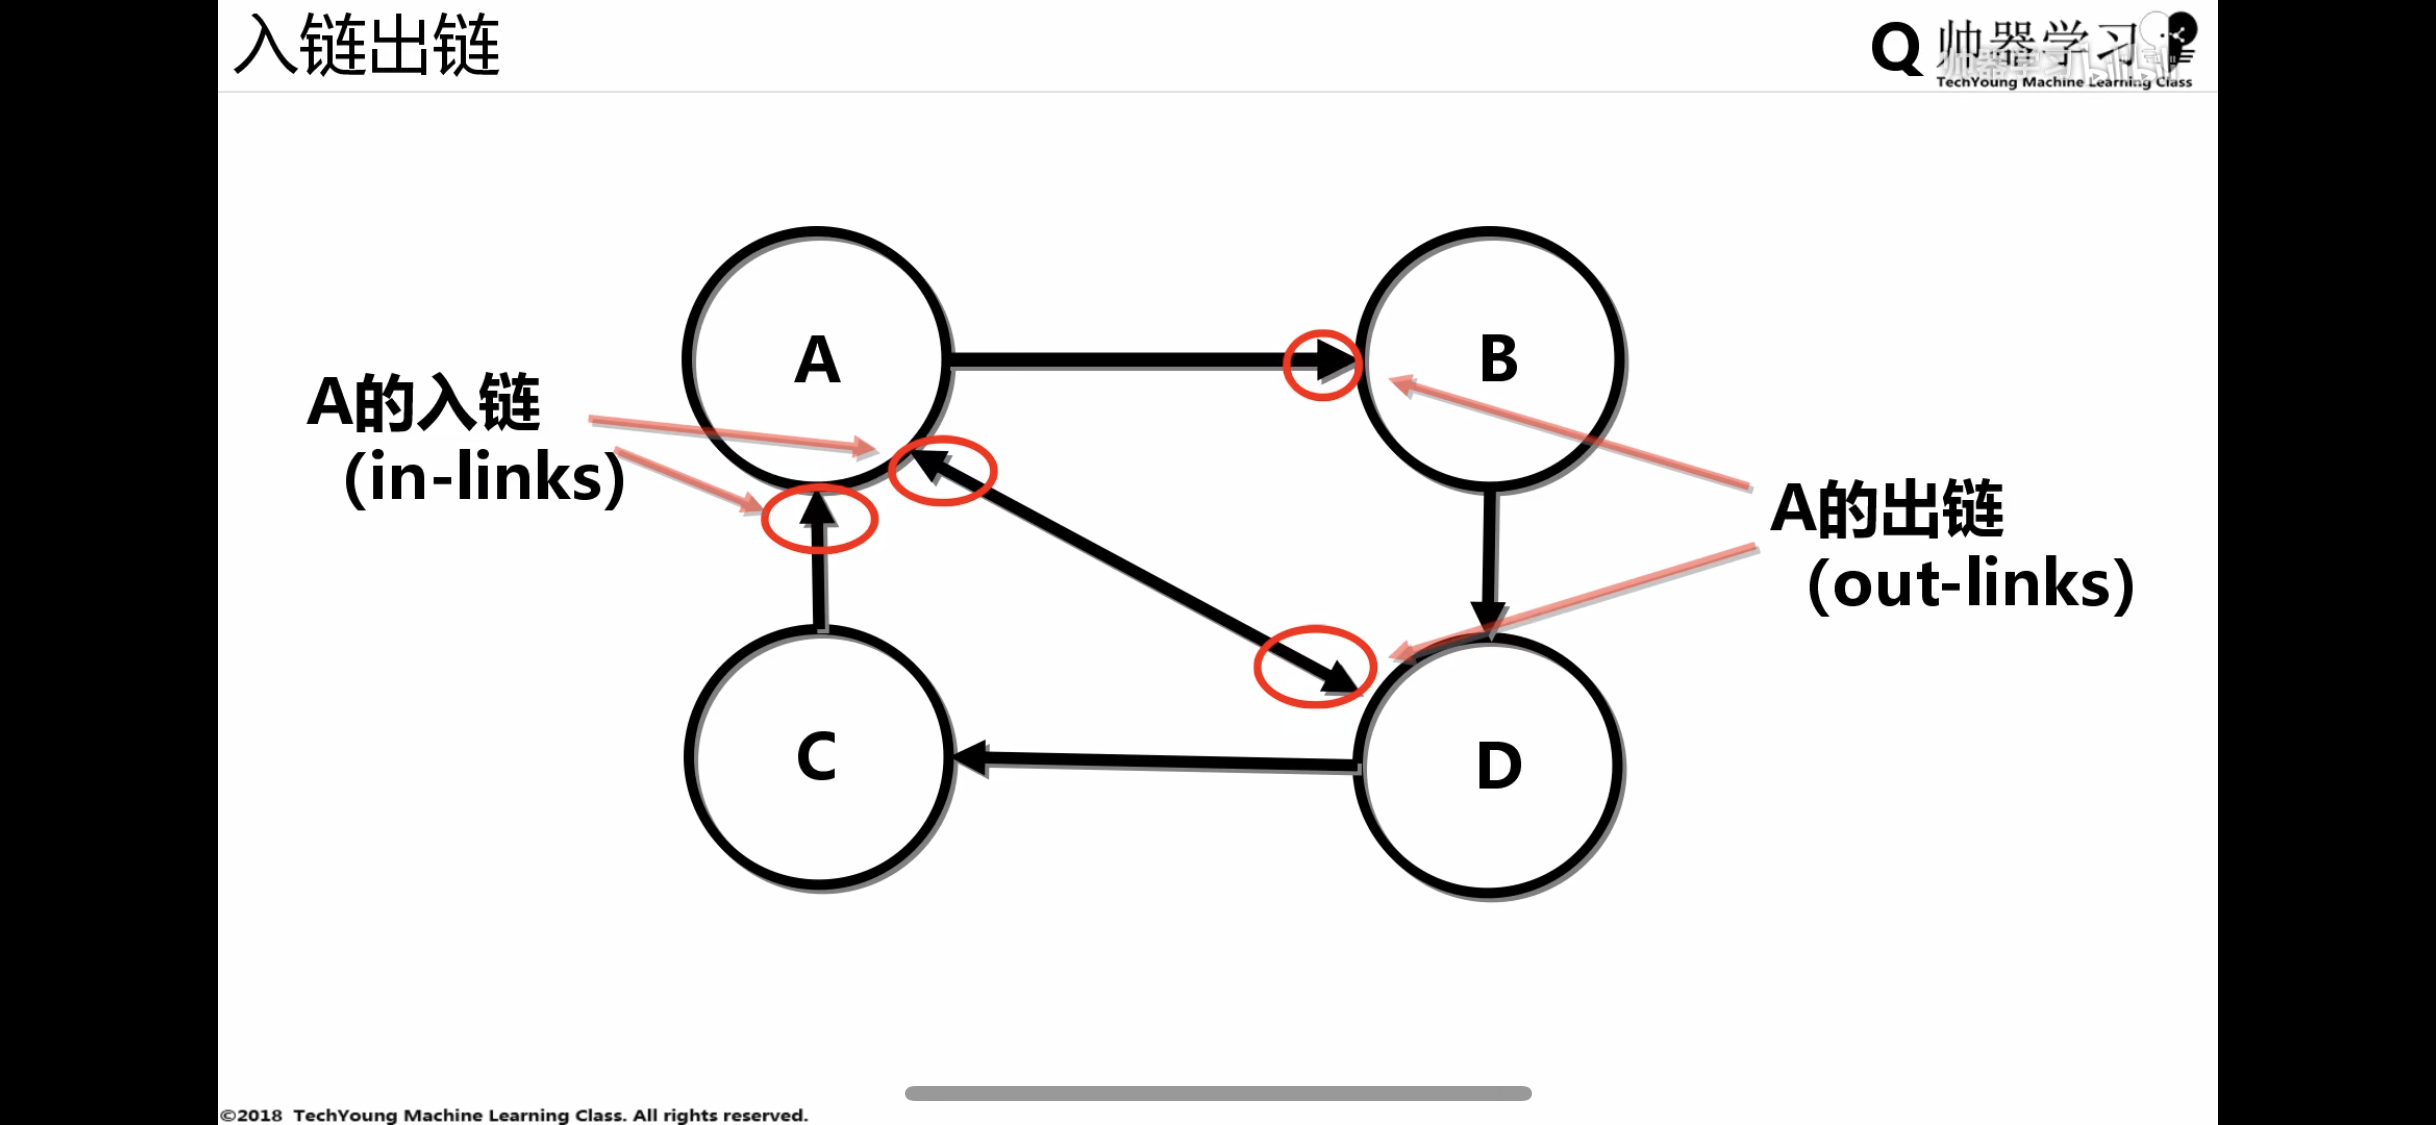 入链出链
Q 帅器学习
TechYoung Machine Learning Class
A
B
A的入链
(in-links)
A的出链
(out-links)
C
D
©2018 TechYoung Machine Learning Class. All rights reserved.